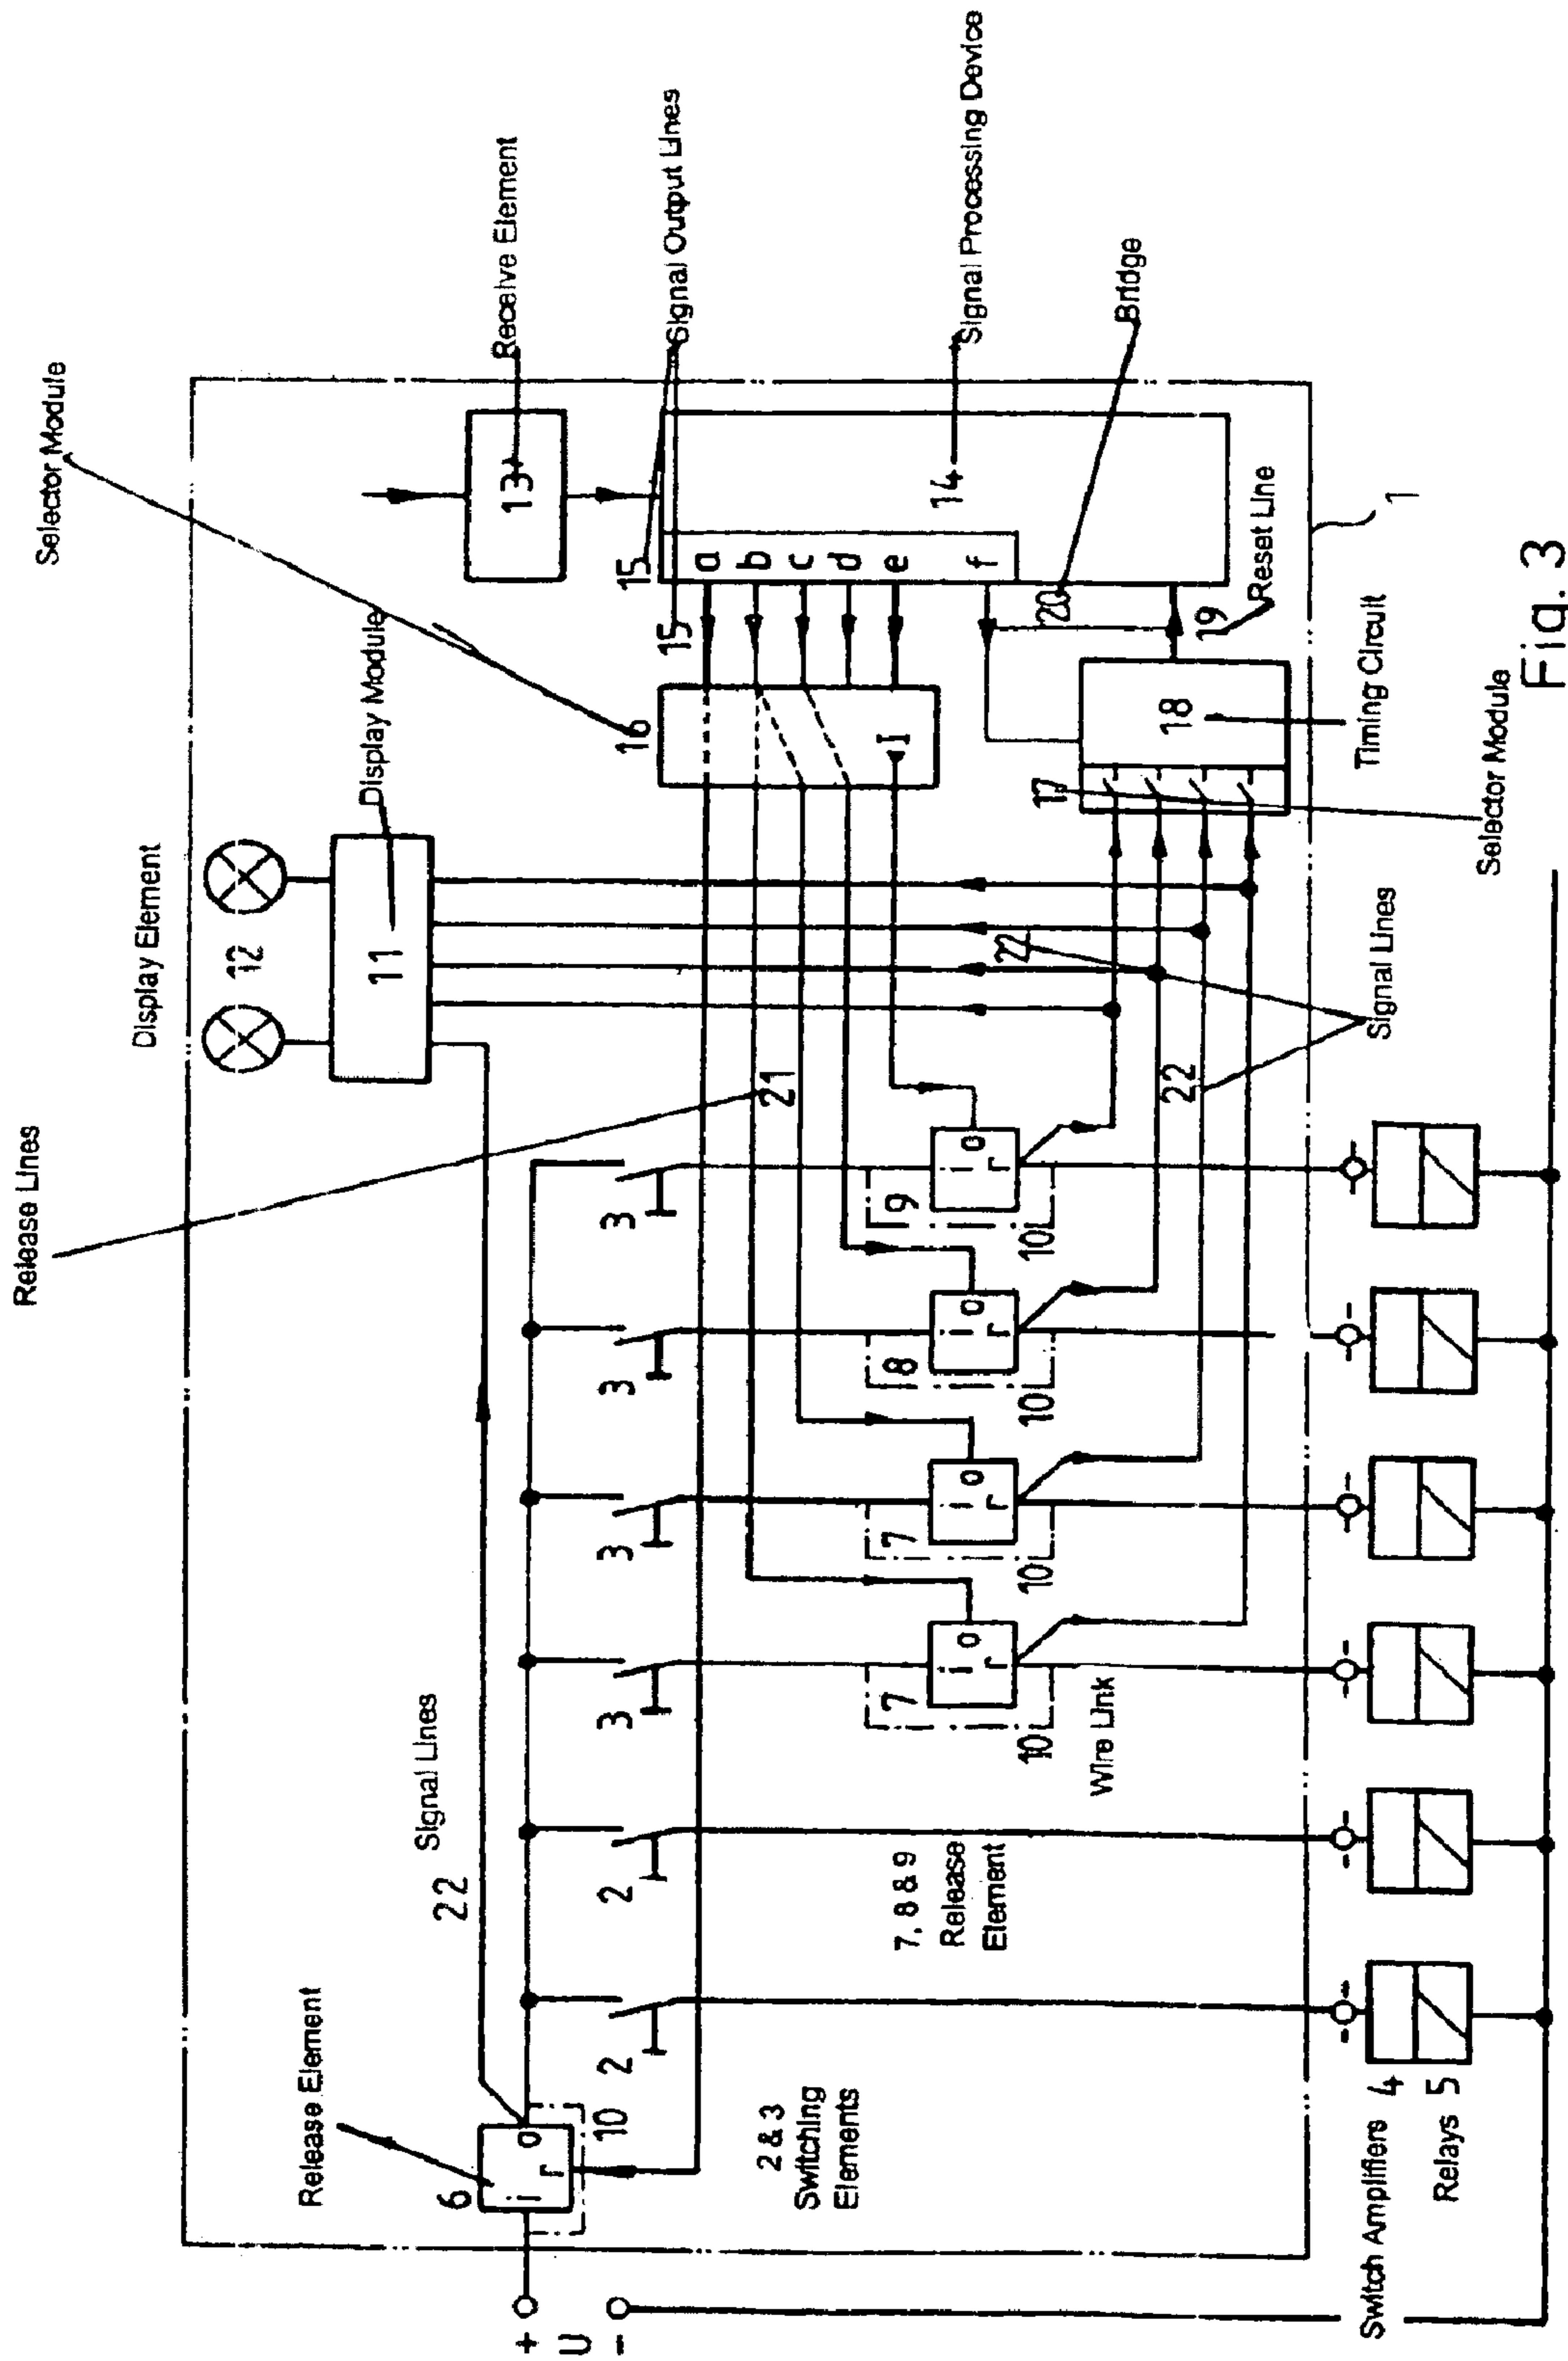 Release Lines
Selector Module
Display Element
12
Display Module
11
Receive Element
13
Signal Output Lines
15
15
a
b
c
d
e
f
16
I
Signal Processing Device
14
Bridge
20
19
Reset Line
1
17
18
Timing Circuit
Selector Module
Signal Lines
22
22
22
Signal Lines
21
Release Element
6
i
o
r
10
+
U
-
2
2
3
3
3
3
2 & 3
Switching
Elements
7, 8 & 9
Release
Element
7
i
o
r
10
7
i
o
r
10
8
i
o
r
10
9
i
o
r
10
Wire Link
Switch Amplifiers 4
Relays 5
Fig. 3